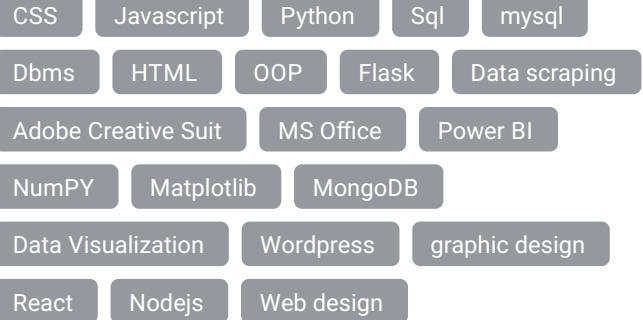 CSS Javascript Python Sql mysql
Dbms HTML OOP Flask Data scraping
Adobe Creative Suit MS Office Power BI
NumPY Matplotlib MongoDB
Data Visualization Wordpress graphic design
React Nodejs Web design